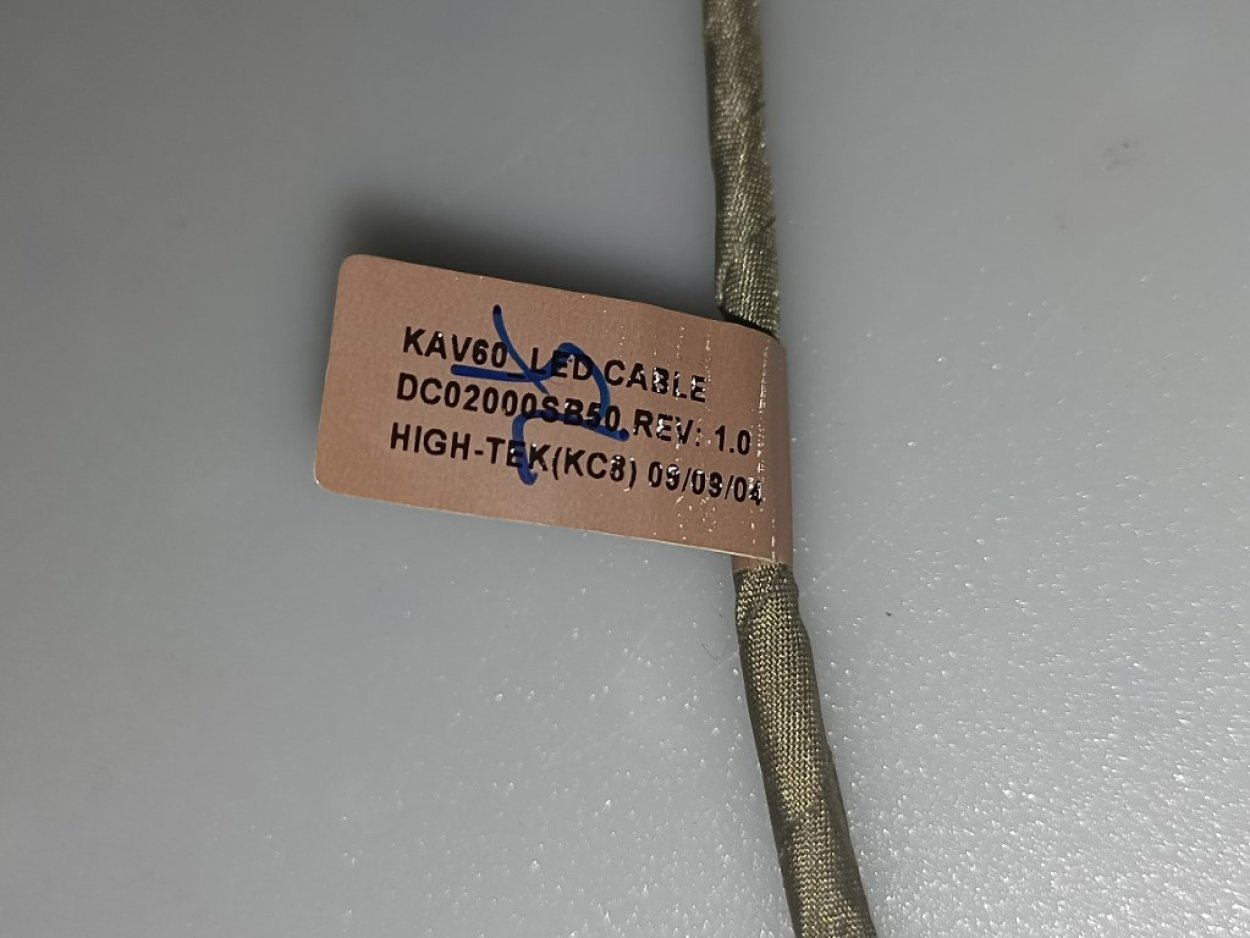 KAV60_LED CABLE
DC02000SB50,REV: 1.0
HIGH-TEK(KC8) 09/09/04